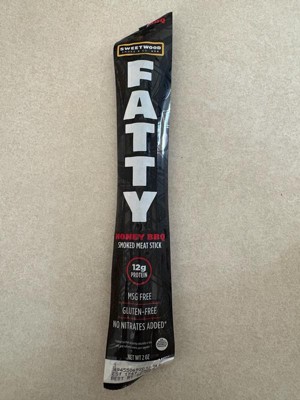 SWEETWOOD
FATTY
HONEY BBQ
SMOKED MEAT STICK
12g
PROTEIN
MSG FREE
GLUTEN-FREE
NO NITRATES ADDED*
NET WT 2 OZ